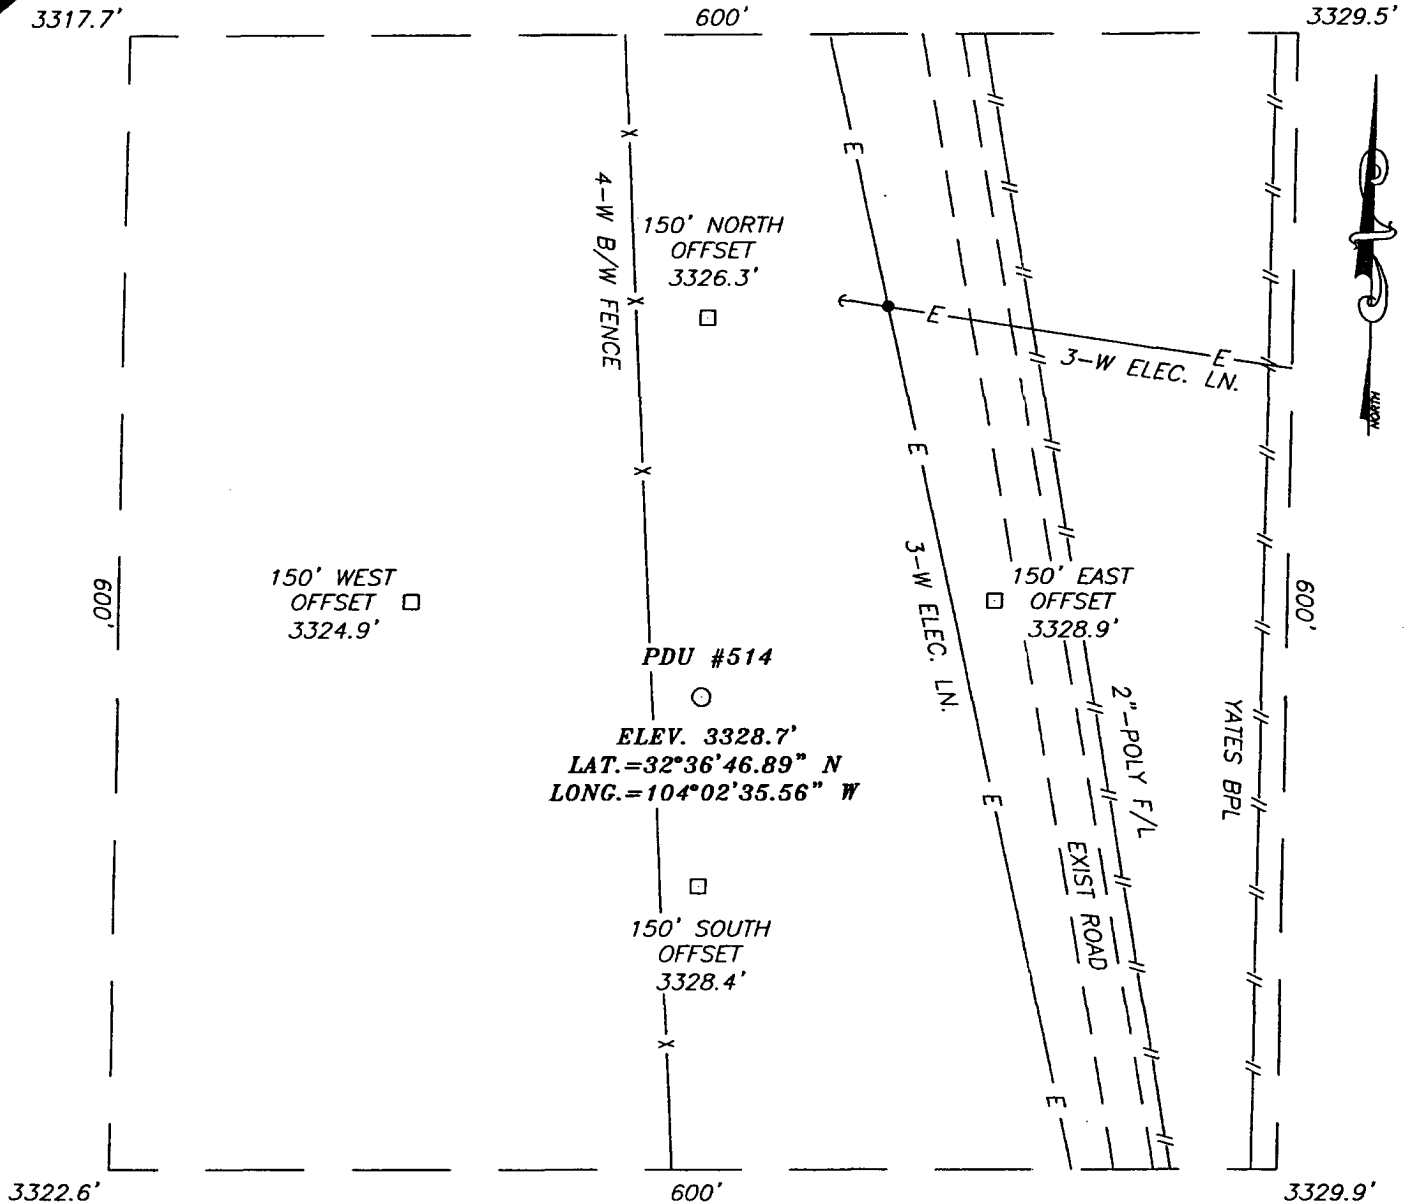 3317.7'
600'
3329.5'
4-W B/W FENCE
150' NORTH
OFFSET
3326.3'
E
E
E
3-W ELEC. LN.
NORTH
E
600'
150' WEST
OFFSET
3324.9'
3-W ELEC. LN.
150' EAST
OFFSET
3328.9'
600'
PDU #514
ELEV. 3328.7'
LAT.=32°36'46.89" N
LONG.=104°02'35.56" W
E
2"-POLY F/L
YATES BPL
EXIST ROAD
150' SOUTH
OFFSET
3328.4'
E
3322.6'
600'
3329.9'